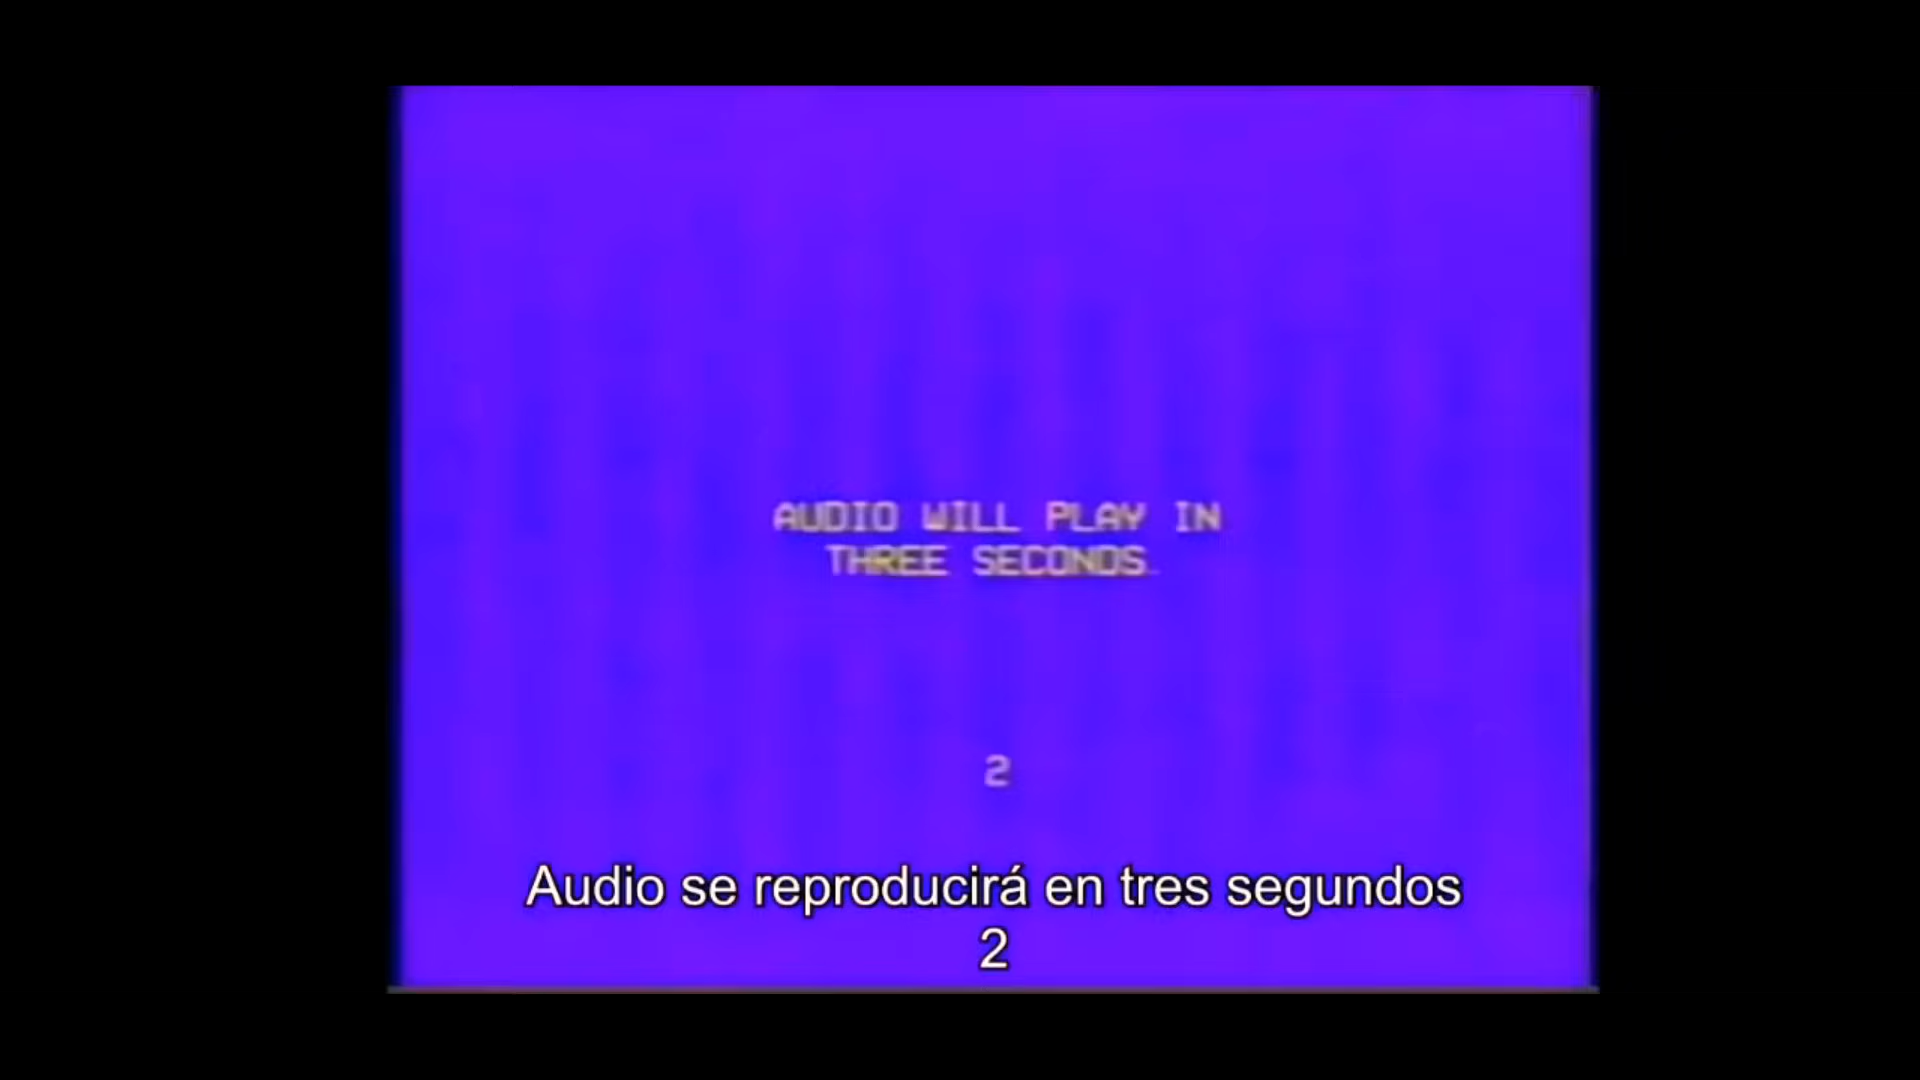 AUDIO WILL PLAY IN
THREE SECONDS.
2
Audio se reproducirá en tres segundos
2